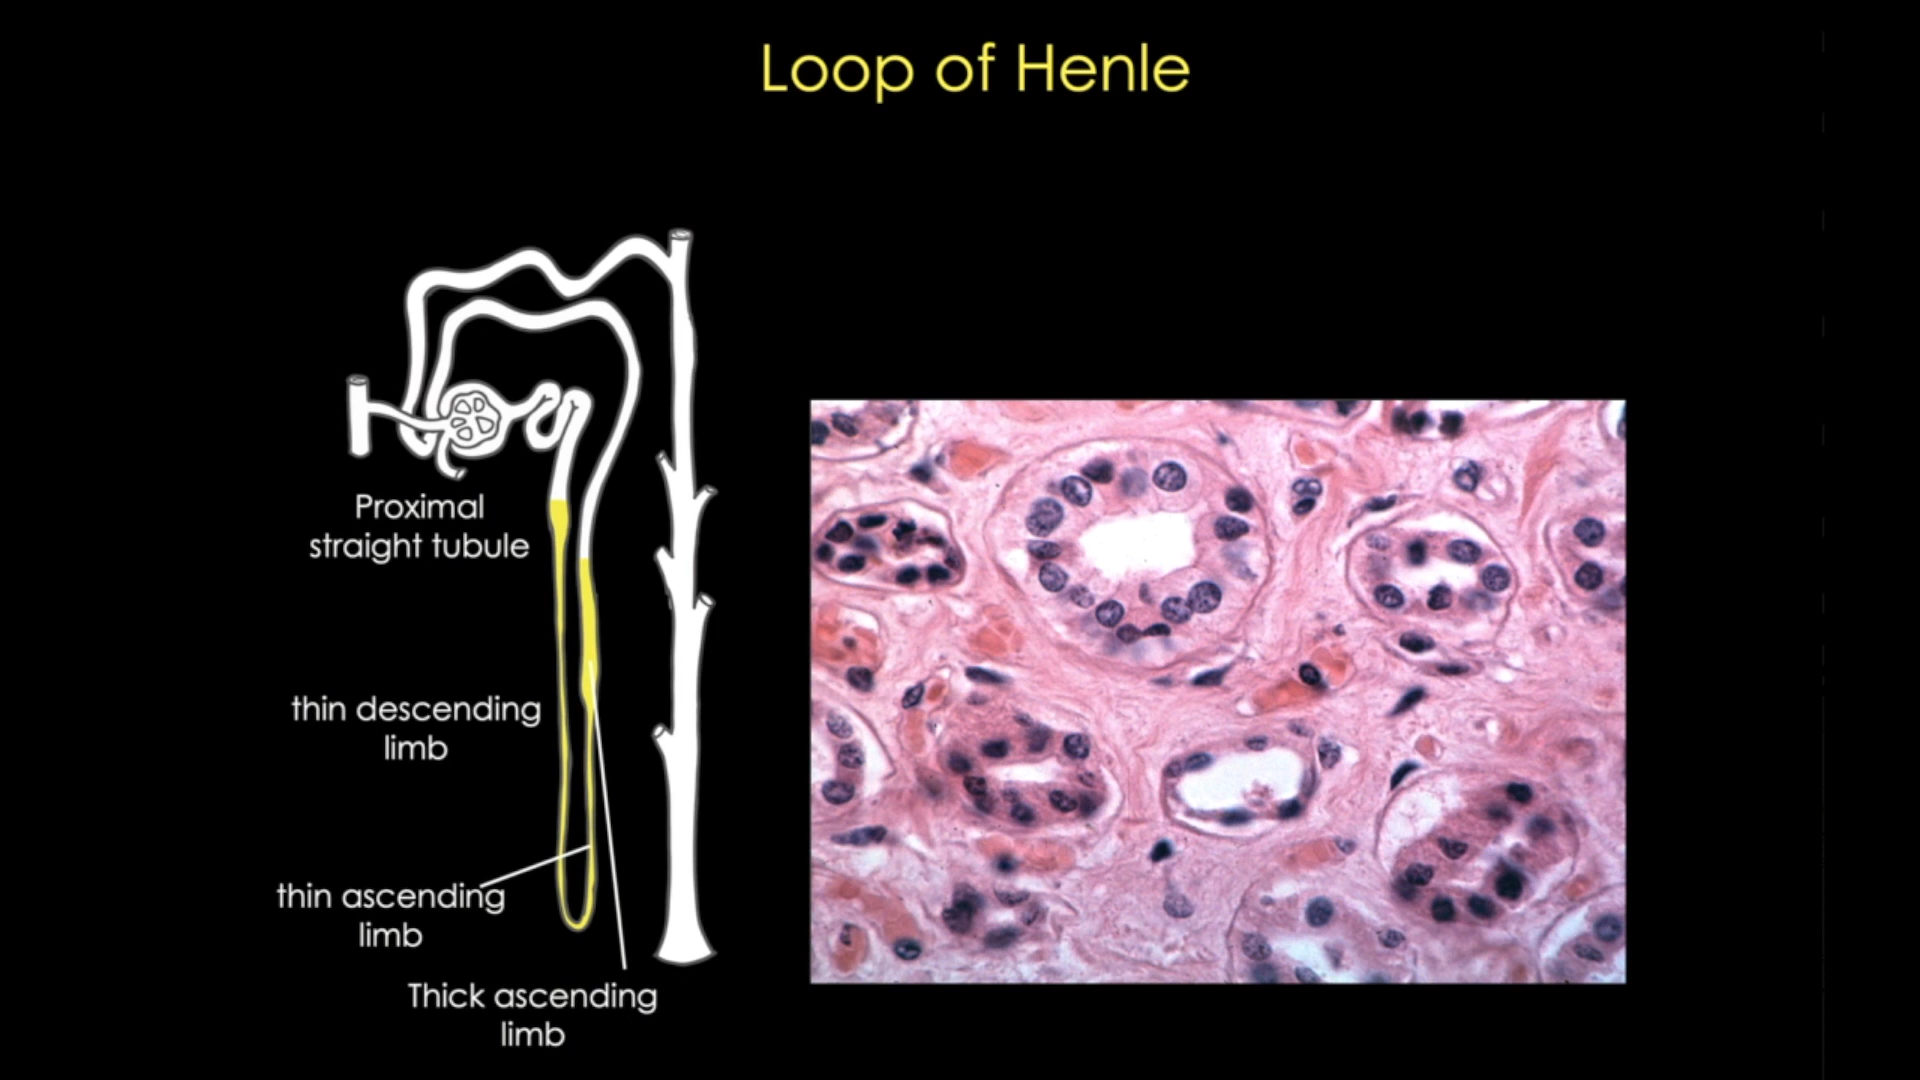 Loop of Henle
Proximal
straight tubule
thin descending
limb
thin ascending
limb
Thick ascending
limb